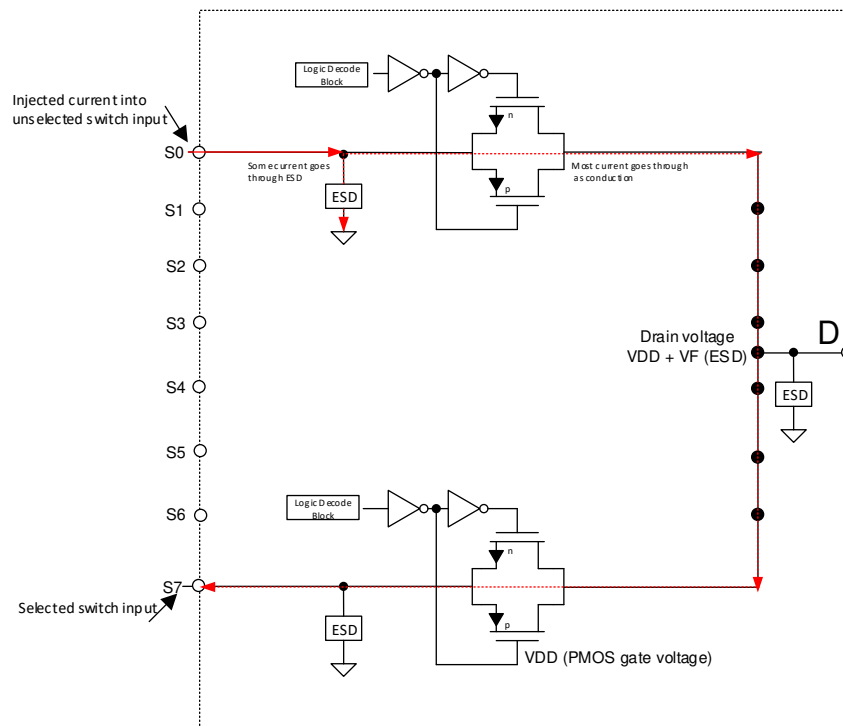 Logic Decode
Block
n
p
Injected current into
unselected switch input
S0
Some current goes
through ESD
Most current goes through
as conduction
ESD
S1
S2
S3
Drain voltage
VDD + VF (ESD)
D
S4
ESD
S5
S6
Logic Decode
Block
n
p
S7
Selected switch input
ESD
VDD (PMOS gate voltage)